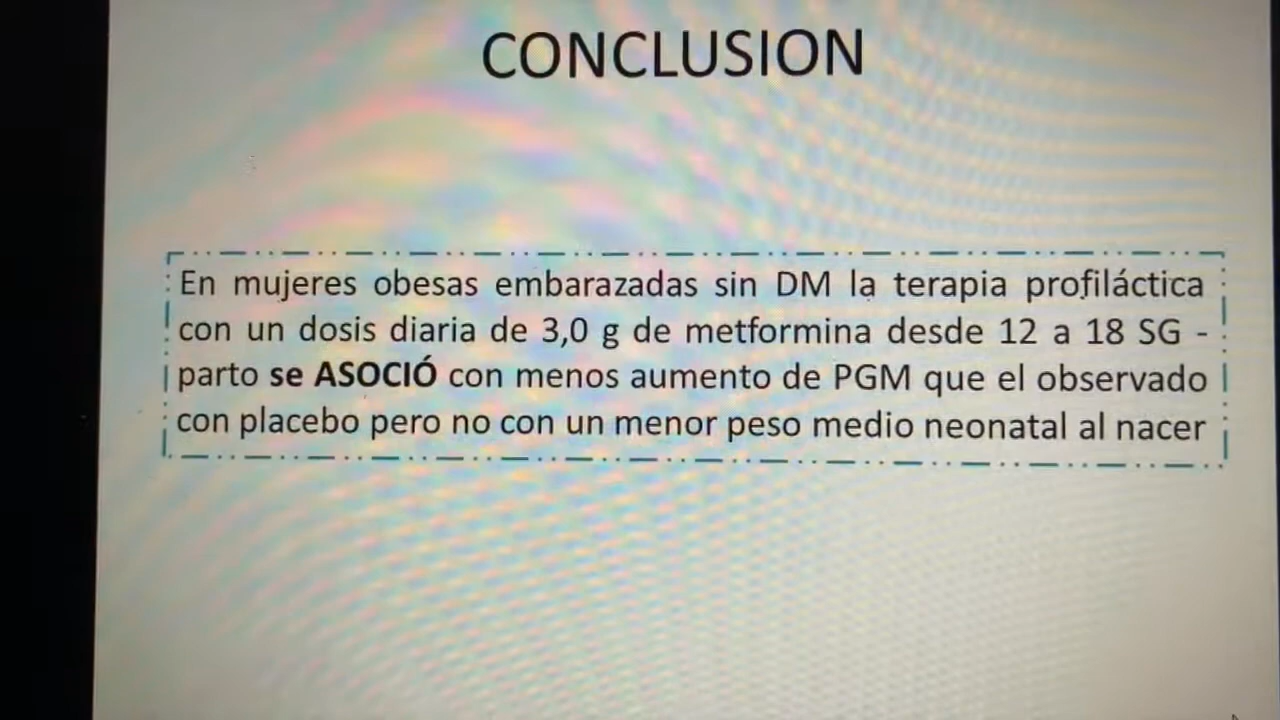 CONCLUSION
En mujeres obesas embarazadas sin DM la terapia profiláctica
con un dosis diaria de 3,0 g de metformina desde 12 a 18 SG -
parto se ASOCIÓ con menos aumento de PGM que el observado
con placebo pero no con un menor peso medio neonatal al nacer